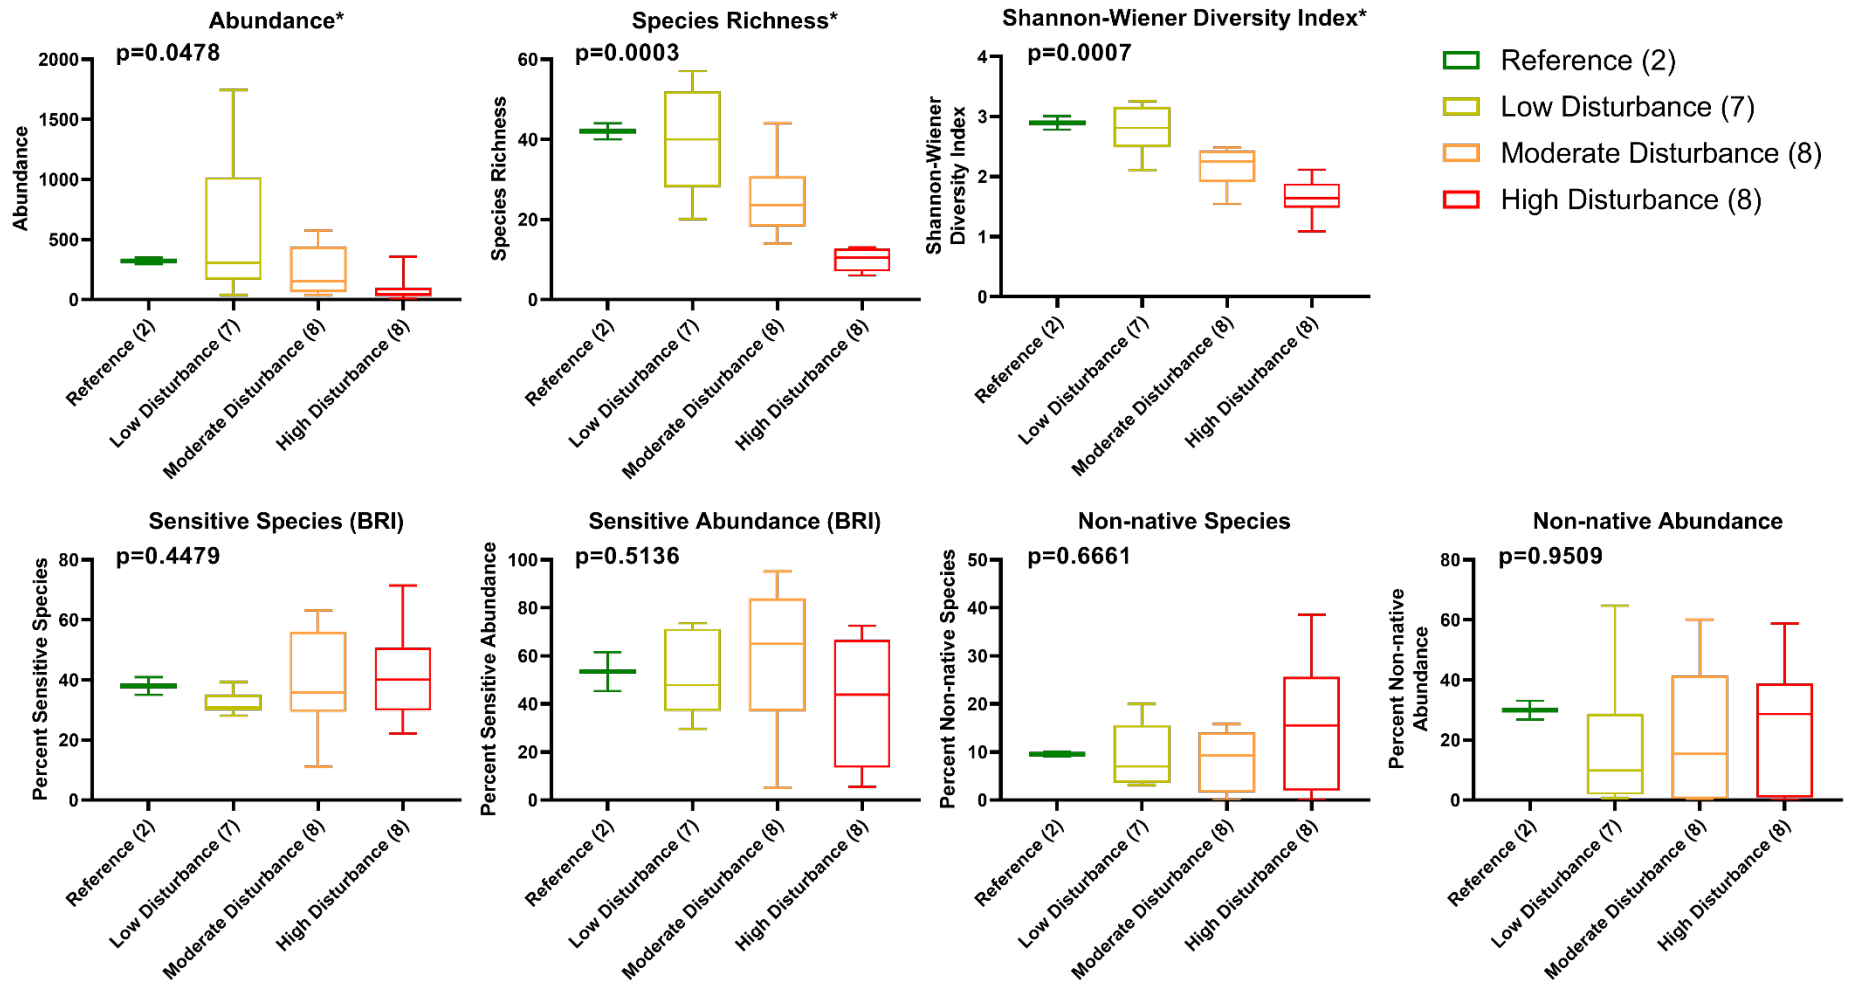 Abundance*
p=0.0478
Abundance
2000
1500
1000
500
0
Reference (2)
Low Disturbance (7)
Moderate Disturbance (8)
High Disturbance (8)
Species Richness*
p=0.0003
Species Richness
60
40
20
0
Reference (2)
Low Disturbance (7)
Moderate Disturbance (8)
High Disturbance (8)
Shannon-Wiener Diversity Index*
p=0.0007
Shannon-Wiener
Diversity Index
4
3
2
1
0
Reference (2)
Low Disturbance (7)
Moderate Disturbance (8)
High Disturbance (8)
Reference (2)
Low Disturbance (7)
Moderate Disturbance (8)
High Disturbance (8)
Sensitive Species (BRI)
p=0.4479
Percent Sensitive Species
80
60
40
20
0
Reference (2)
Low Disturbance (7)
Moderate Disturbance (8)
High Disturbance (8)
Sensitive Abundance (BRI)
p=0.5136
Percent Sensitive Abundance
100
80
60
40
20
0
Reference (2)
Low Disturbance (7)
Moderate Disturbance (8)
High Disturbance (8)
Non-native Species
p=0.6661
Percent Non-native Species
50
40
30
20
10
0
Reference (2)
Low Disturbance (7)
Moderate Disturbance (8)
High Disturbance (8)
Non-native Abundance
p=0.9509
Percent Non-native
Abundance
80
60
40
20
0
Reference (2)
Low Disturbance (7)
Moderate Disturbance (8)
High Disturbance (8)